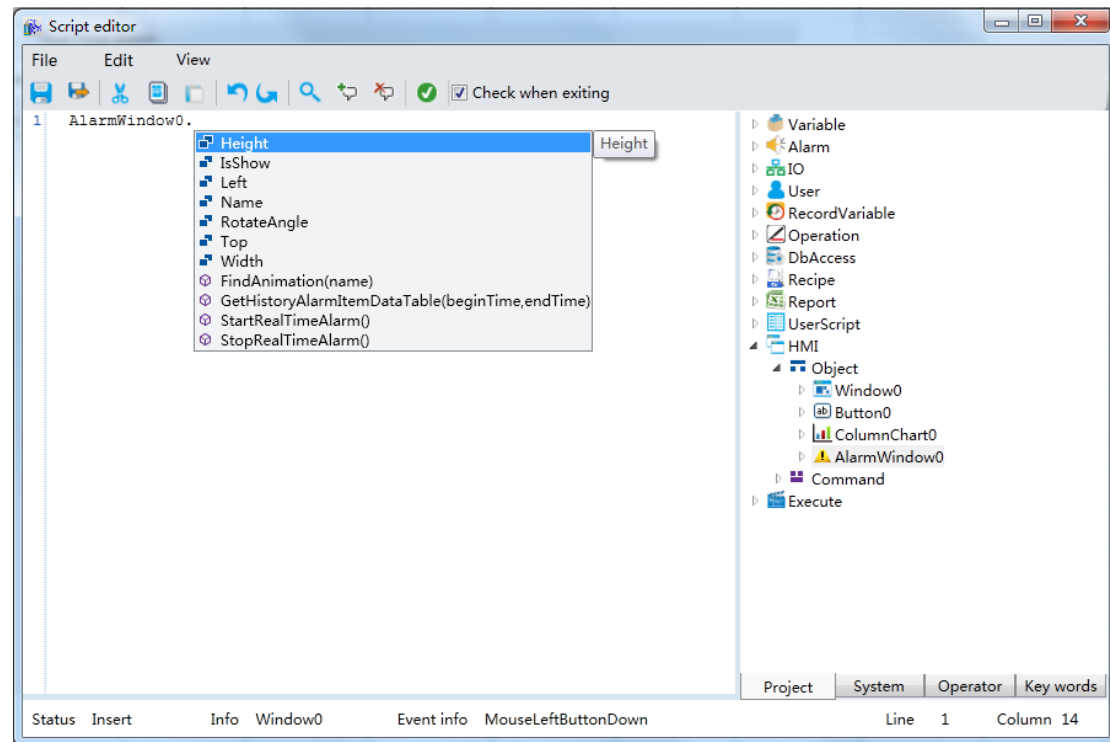 Script editor
File Edit View
Check when exiting
1 AlarmWindow0.
Height
Height
IsShow
Left
Name
RotateAngle
Top
Width
FindAnimation(name)
GetHistoryAlarmItemDataTable(beginTime,endTime)
StartRealTimeAlarm()
StopRealTimeAlarm()
Variable
Alarm
IO
User
RecordVariable
Operation
DbAccess
Recipe
Report
UserScript
HMI
Object
Window0
Button0
ColumnChart0
AlarmWindow0
Command
Execute
Project System Operator Key words
Status Insert Info Window0 Event info MouseLeftButtonDown Line 1 Column 14